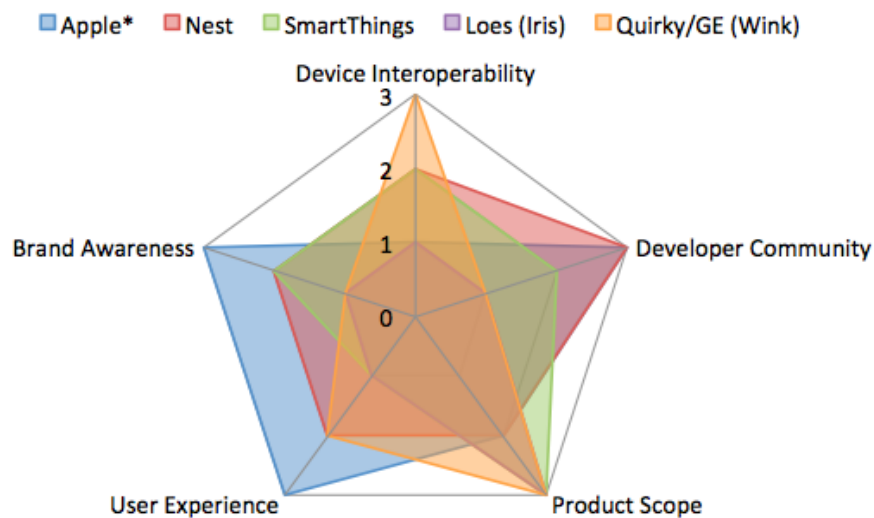 Apple* Nest SmartThings Loes (Iris) Quirky/GE (Wink)
Device Interoperability
3
2
1
0
Brand Awareness
Developer Community
User Experience
Product Scope